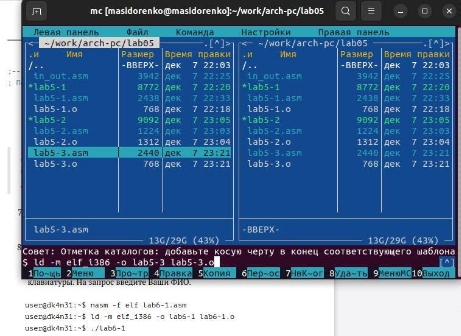 mc [masidorenko@masidorenko]:~/work/arch-pc/lab05
Левая панель Файл Команда Настройки Правая панель
<─ ~/work/arch-pc/lab05 .[^]> <─ ~/work/arch-pc/lab05 .[^]>
.и Имя Размер Время правки .и Имя Размер Время правки
/.. -ВВЕРХ- дек 7 22:03 /.. -ВВЕРХ- дек 7 22:03
in_out.asm 3942 дек 7 22:25 in_out.asm 3942 дек 7 22:25
*lab5-1 8772 дек 7 22:20 *lab5-1 8772 дек 7 22:20
lab5-1.asm 2438 дек 7 22:33 lab5-1.asm 2438 дек 7 22:33
lab5-1.o 768 дек 7 22:18 lab5-1.o 768 дек 7 22:18
*lab5-2 9092 дек 7 23:05 *lab5-2 9092 дек 7 23:05
lab5-2.asm 1224 дек 7 23:03 lab5-2.asm 1224 дек 7 23:03
lab5-2.o 1312 дек 7 23:04 lab5-2.o 1312 дек 7 23:04
lab5-3.asm 2440 дек 7 23:21 lab5-3.asm 2440 дек 7 23:21
lab5-3.o 768 дек 7 23:21 lab5-3.o 768 дек 7 23:21
lab5-3.asm -ВВЕРХ-
13G/29G (43%) 13G/29G (43%)
Совет: Отметка каталогов: добавьте косую черту в конец соответствующего шаблона
$ ld -m elf_i386 -o lab5-3 lab5-3.o [^]
1По~щь 2Меню 3Про~тр 4Правка 5Копия 6Пер~ос 7НвК~ог 8Уда~ть 9МенюMC 10Выход
клавиатуры. На запрос введите Ваши ФИО.
user@dk4n31:~$ nasm -f elf lab6-1.asm
user@dk4n31:~$ ld -m elf_i386 -o lab6-1 lab6-1.o
user@dk4n31:~$ ./lab6-1